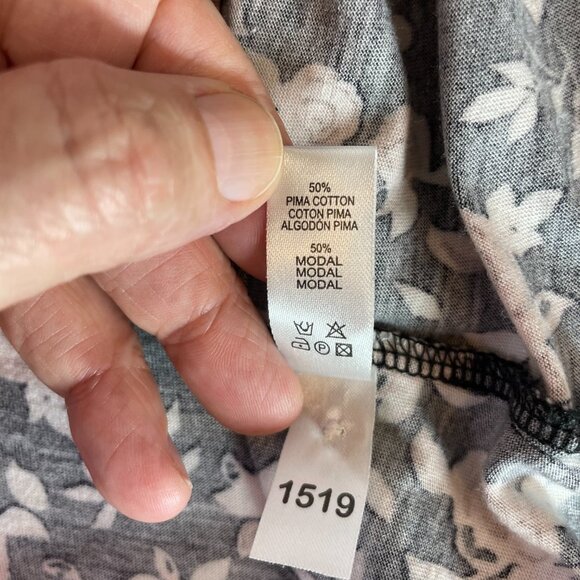 50%
PIMA COTTON
COTON PIMA
ALGODÓN PIMA
50%
MODAL
MODAL
MODAL
P
1519